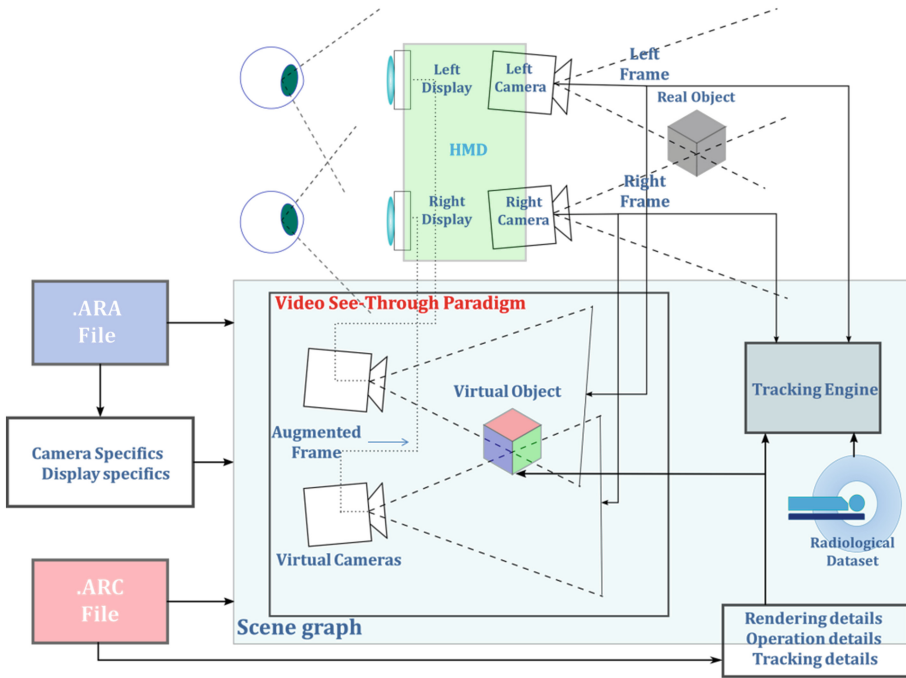 Left
Display
Left
Camera
Left
Frame
Real Object
HMD
Right
Display
Right
Camera
Right
Frame
.ARA
File
Video See-Through Paradigm
Tracking Engine
Virtual Object
Augmented
Frame
Camera Specifics
Display specifics
Virtual Cameras
Radiological
Dataset
.ARC
File
Scene graph
Rendering details
Operation details
Tracking details